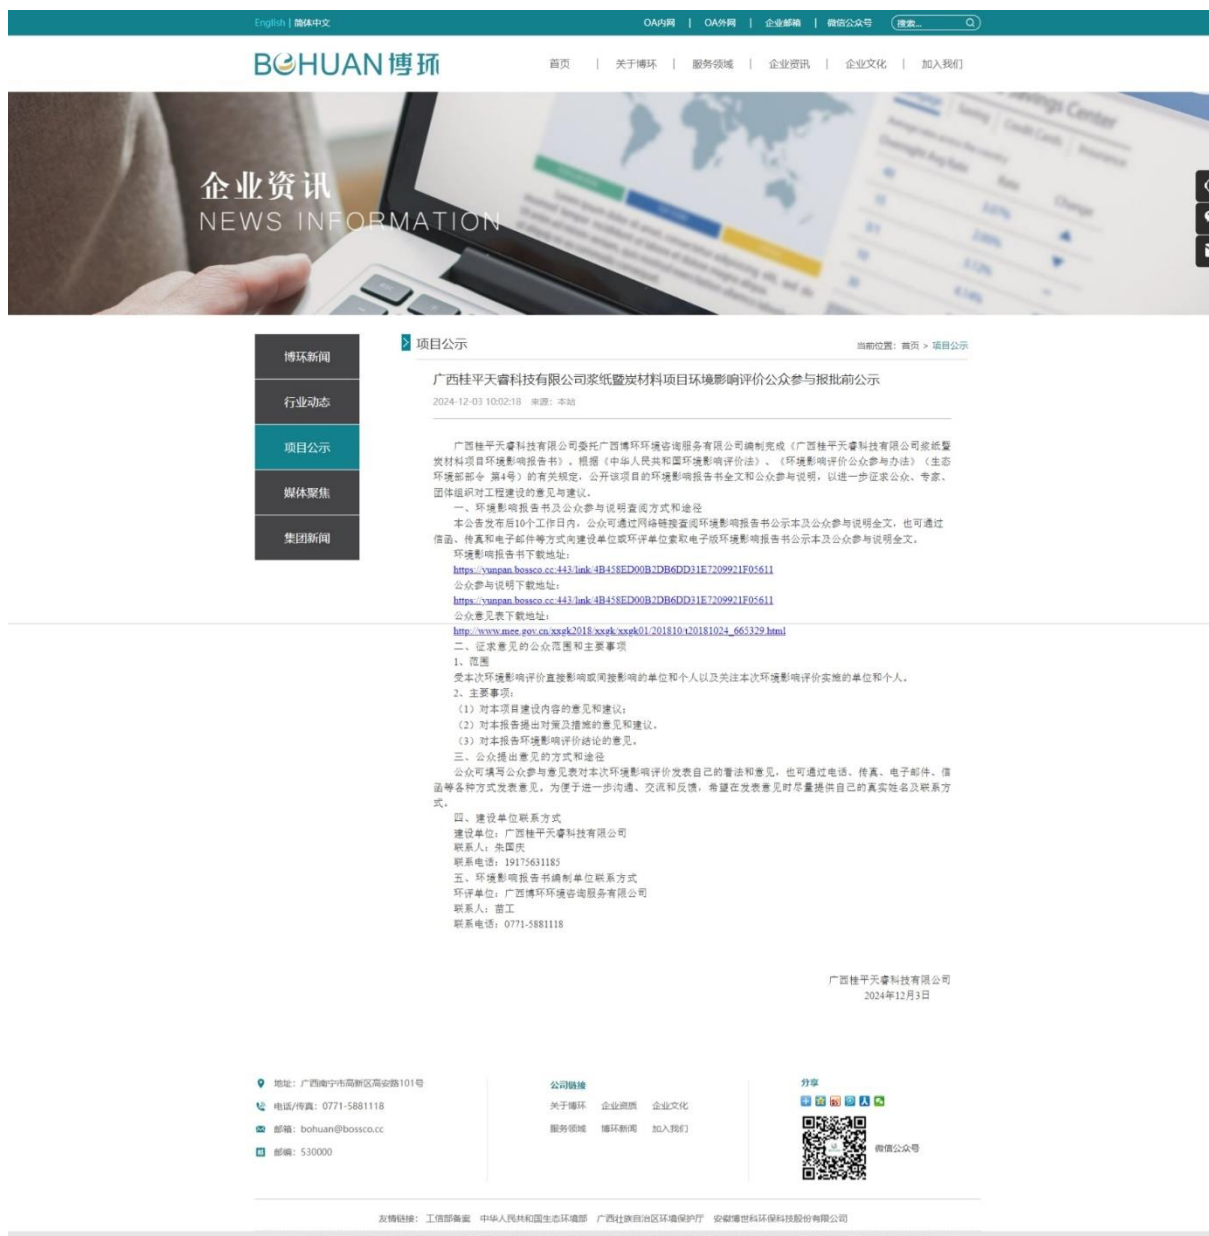 English | 简体中文
OA内网 | OA外网 | 企业邮箱 | 微信公众号 搜索...
BOHUAN博环
首页 | 关于博环 | 服务领域 | 企业资讯 | 企业文化 | 加入我们
企业资讯
NEWS INFORMATION
博环新闻
行业动态
项目公示
媒体聚焦
集团新闻
项目公示
当前位置：首页 > 项目公示
广西桂平天睿科技有限公司浆纸暨炭材料项目环境影响评价公众参与报批前公示
2024-12-03 10:02:18 来源：本站
广西桂平天睿科技有限公司委托广西博环环境咨询服务有限公司编制完成《广西桂平天睿科技有限公司浆纸暨
炭材料项目环境影响报告书》。根据《中华人民共和国环境影响评价法》、《环境影响评价公众参与办法》（生态
环境部部令 第4号）的有关规定，公开该项目的环境影响报告书全文和公众参与说明，以进一步征求公众、专家、
团体组织对工程建设的意见与建议。
一、环境影响报告书及公众参与说明查阅方式和途径
本公告发布后10个工作日内，公众可通过网络链接查阅环境影响报告书公示本及公众参与说明全文，也可通过
信函、传真和电子邮件等方式向建设单位或环评单位索取电子版环境影响报告书公示本及公众参与说明全文。
环境影响报告书下载地址：
https://yunpan.bossco.cc:443/link/4B458ED00B2DB6DD31E7209921F05611
公众参与说明下载地址：
https://yunpan.bossco.cc:443/link/4B458ED00B2DB6DD31E7209921F05611
公众意见表下载地址：
http://www.mee.gov.cn/xxgk2018/xxgk/xxgk01/201810/t20181024_665329.html
二、征求意见的公众范围和主要事项
1、范围
受本次环境影响评价直接影响或间接影响的单位和个人以及关注本次环境影响评价实施的单位和个人。
2、主要事项：
（1）对本项目建设内容的意见和建议；
（2）对本报告提出对策及措施的意见和建议。
（3）对本报告环境影响评价结论的意见。
三、公众提出意见的方式和途径
公众可填写公众参与意见表对本次环境影响评价发表自己的看法和意见，也可通过电话、传真、电子邮件、信
函等各种方式发表意见。为便于进一步沟通、交流和反馈，希望在发表意见时尽量提供自己的真实姓名及联系方
式。
四、建设单位联系方式
建设单位：广西桂平天睿科技有限公司
联系人：朱国庆
联系电话：19175631185
五、环境影响报告书编制单位联系方式
环评单位：广西博环环境咨询服务有限公司
联系人：苗工
联系电话：0771-5881118
广西桂平天睿科技有限公司
2024年12月3日
地址：广西南宁市高新区高安路101号
电话/传真：0771-5881118
邮箱：bohuan@bossco.cc
邮编：530000
公司链接
关于博环 企业资质 企业文化
服务领域 博环新闻 加入我们
分享
微信公众号
友情链接： 工信部备案 中华人民共和国生态环境部 广西壮族自治区环境保护厅 安徽博世科环保科技股份有限公司